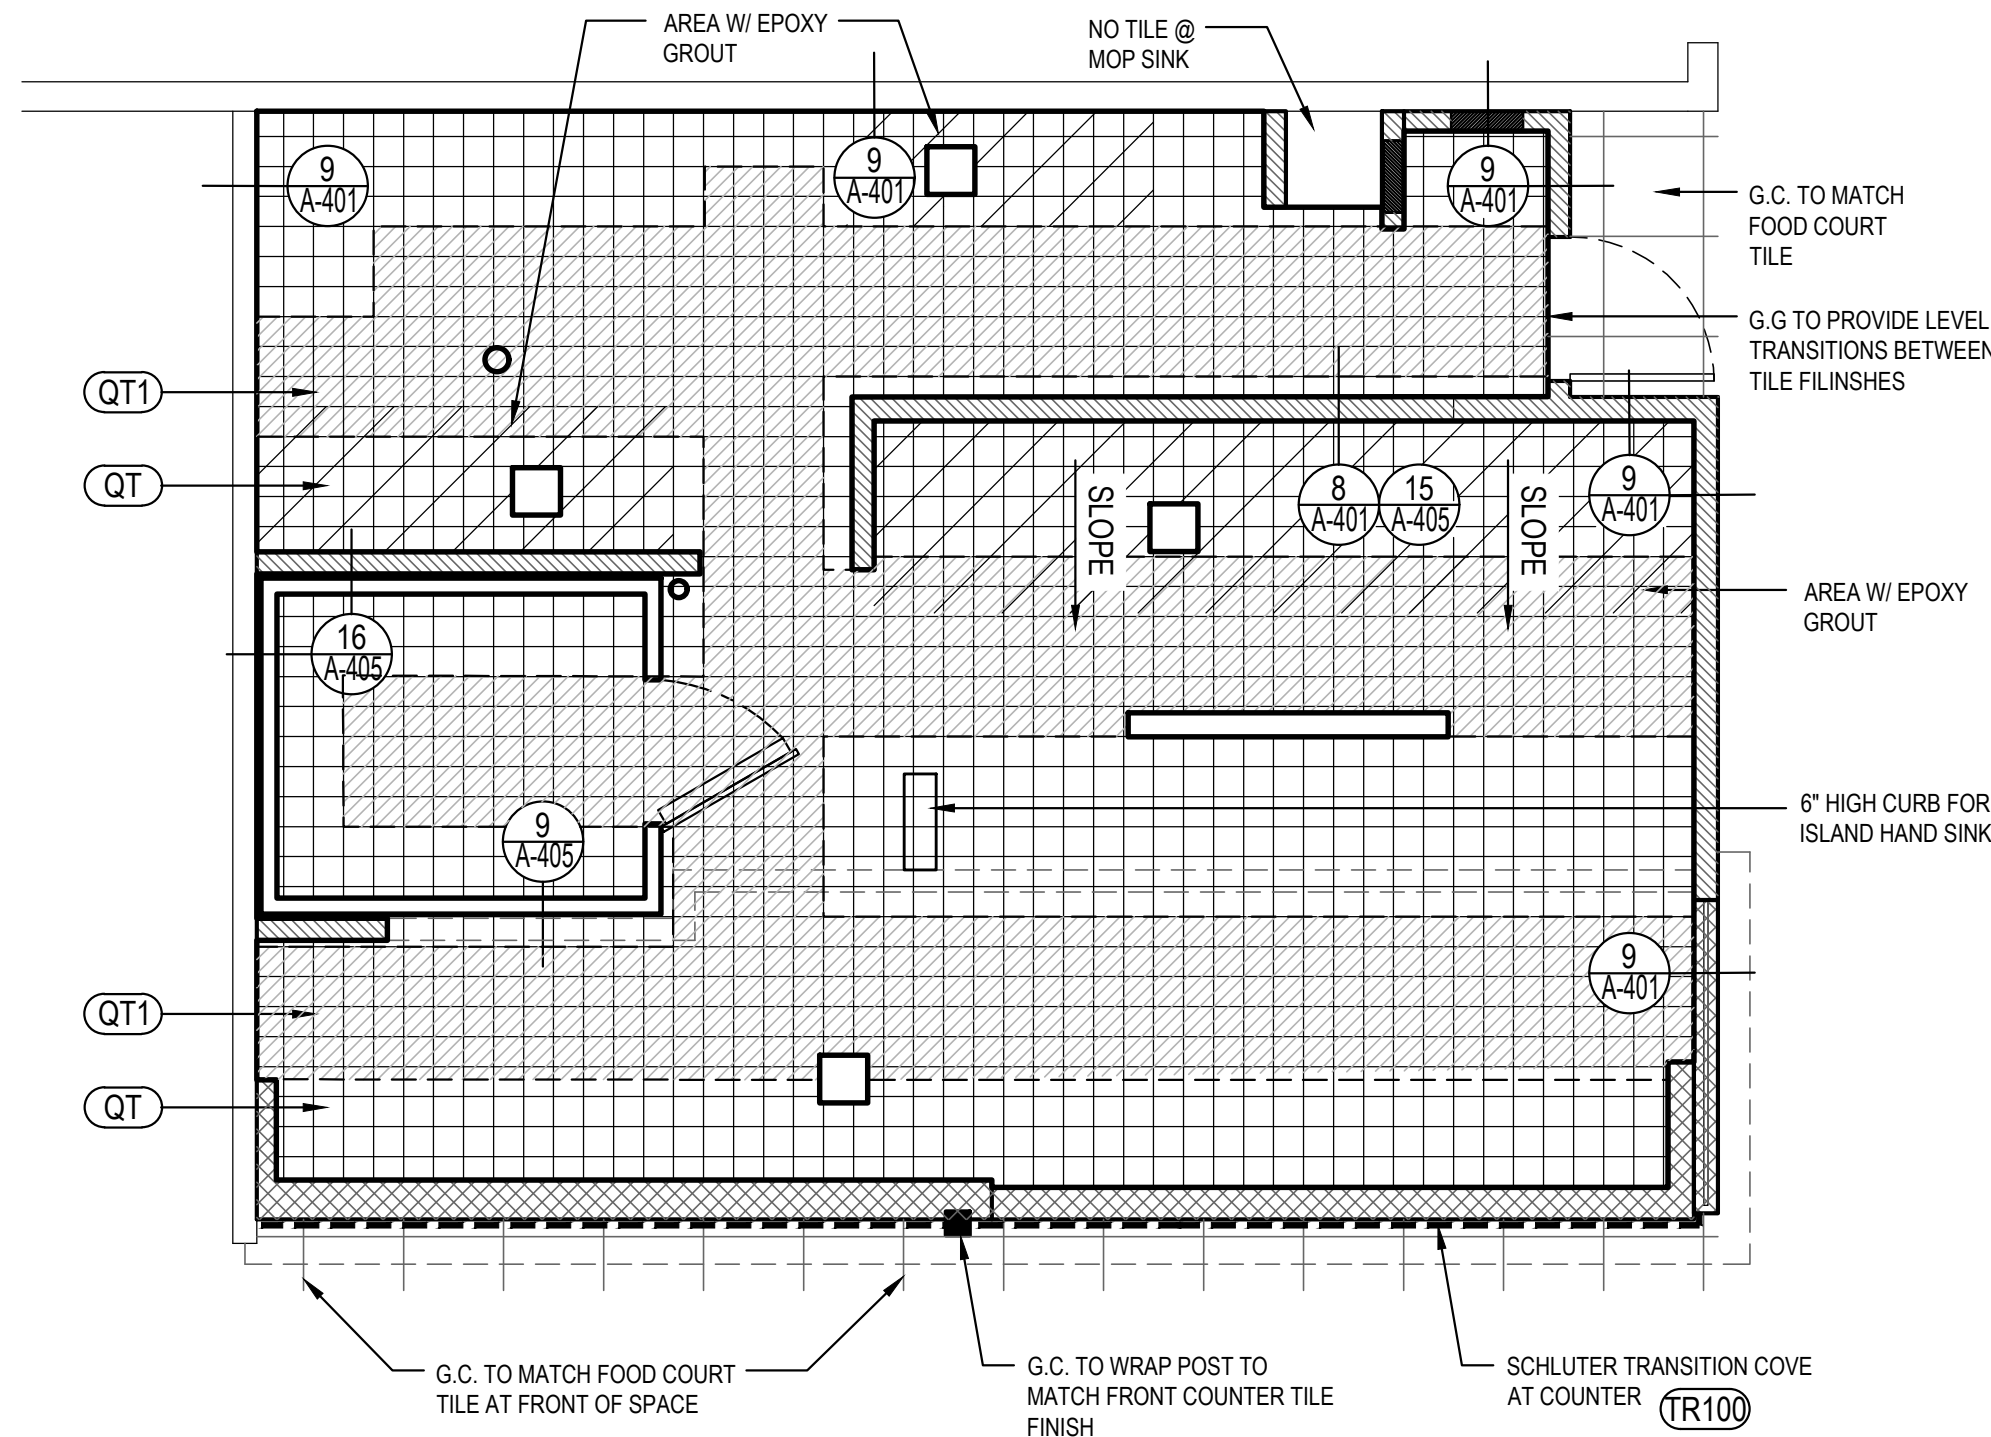 AREA W/ EPOXY
GROUT
NO TILE @
MOP SINK
9
A-401
9
A-401
9
A-401
G.C. TO MATCH
FOOD COURT
TILE
G.G TO PROVIDE LEVEL
TRANSITIONS BETWEEN
TILE FILINSHES
QT1
QT
SLOPE
8
A-401
15
A-405
SLOPE
9
A-401
AREA W/ EPOXY
GROUT
16
A-405
6" HIGH CURB FOR
ISLAND HAND SINK
9
A-405
9
A-401
QT1
QT
G.C. TO MATCH FOOD COURT
TILE AT FRONT OF SPACE
G.C. TO WRAP POST TO
MATCH FRONT COUNTER TILE
FINISH
SCHLUTER TRANSITION COVE
AT COUNTER
TR100